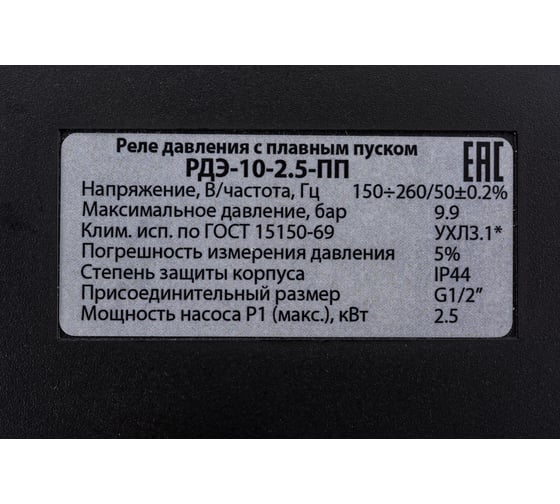 Реле давления с плавным пуском
РДЭ-10-2.5-ПП
EAC
Напряжение, В/частота, Гц 150÷260/50±0.2%
Максимальное давление, бар 9.9
Клим. исп. по ГОСТ 15150-69 УХЛ3.1*
Погрешность измерения давления 5%
Степень защиты корпуса IP44
Присоединительный размер G1/2”
Мощность насоса P1 (макс.), кВт 2.5